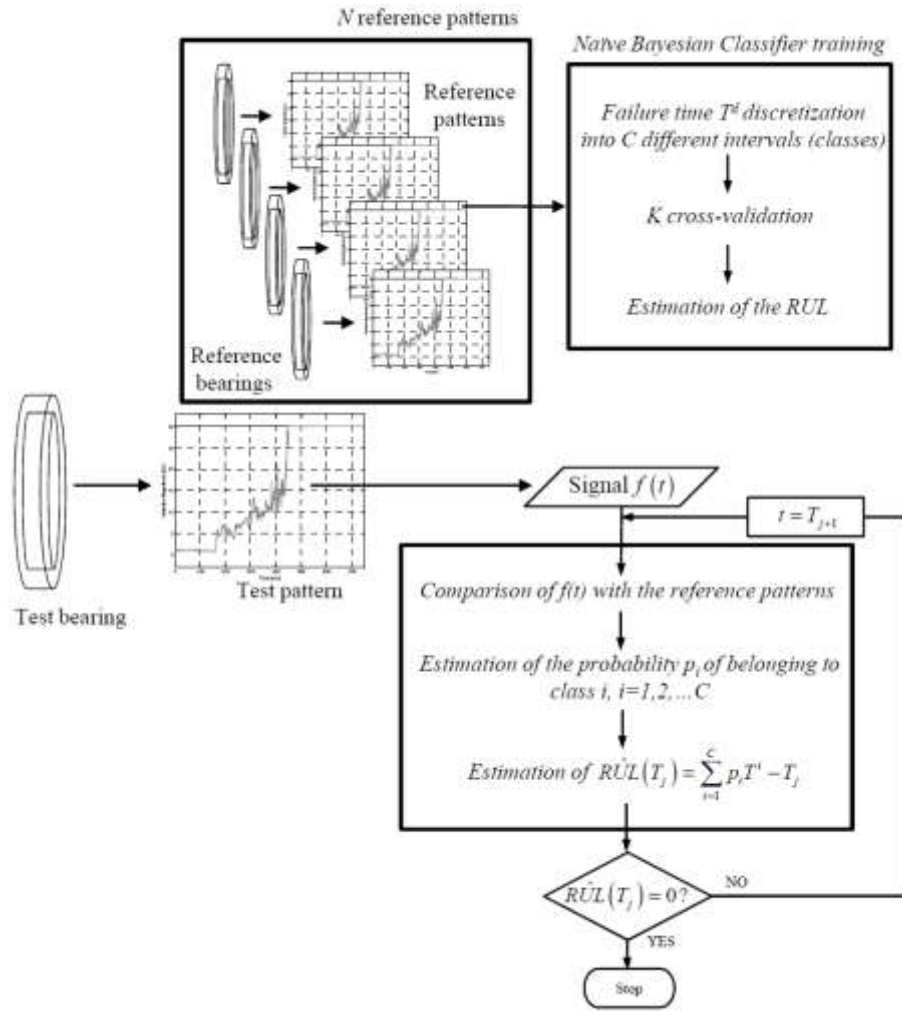 N reference patterns
Naïve Bayesian Classifier training
Reference
patterns
Failure time T^d discretization
into C different intervals (classes)
K cross-validation
Estimation of the RUL
Reference
bearings
Signal f(t)
t = T_{j+1}
Test pattern
Test bearing
Comparison of f(t) with the reference patterns
Estimation of the probability p_i of belonging to
class i, i=1,2,...C
Estimation of RÛL(T_j) = ∑_{i=1}^{C} p_i T^i − T_j
RÛL(T_j) = 0?
NO
YES
Stop